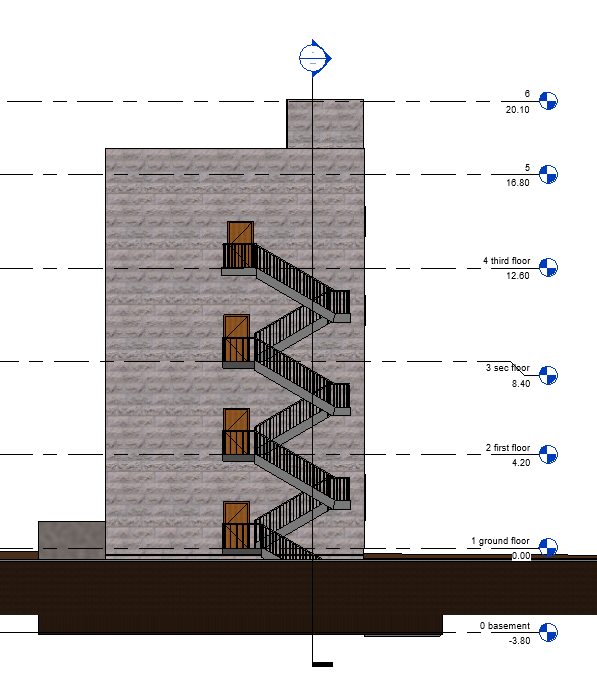 6
20.10
5
16.80
4 third floor
12.60
3 sec floor
8.40
2 first floor
4.20
1 ground floor
0.00
0 basement
-3.80